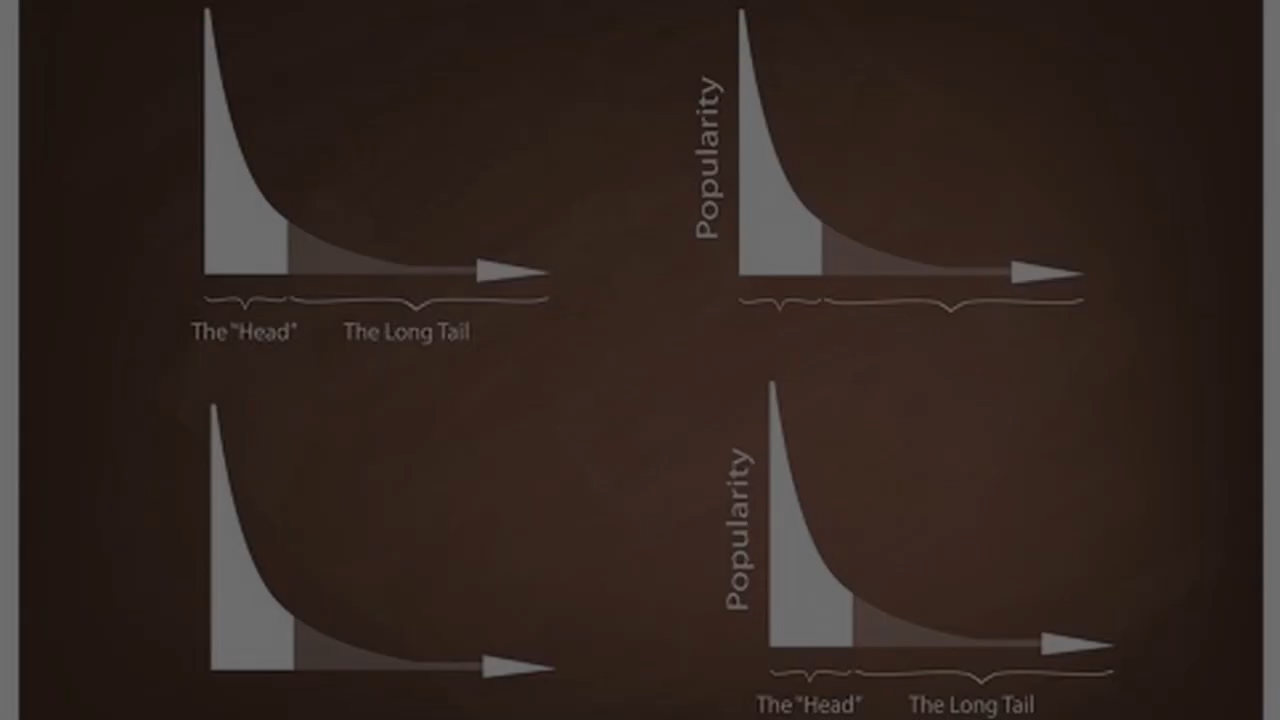 Popularity
The "Head"
The Long Tail
Popularity
The "Head"
The Long Tail